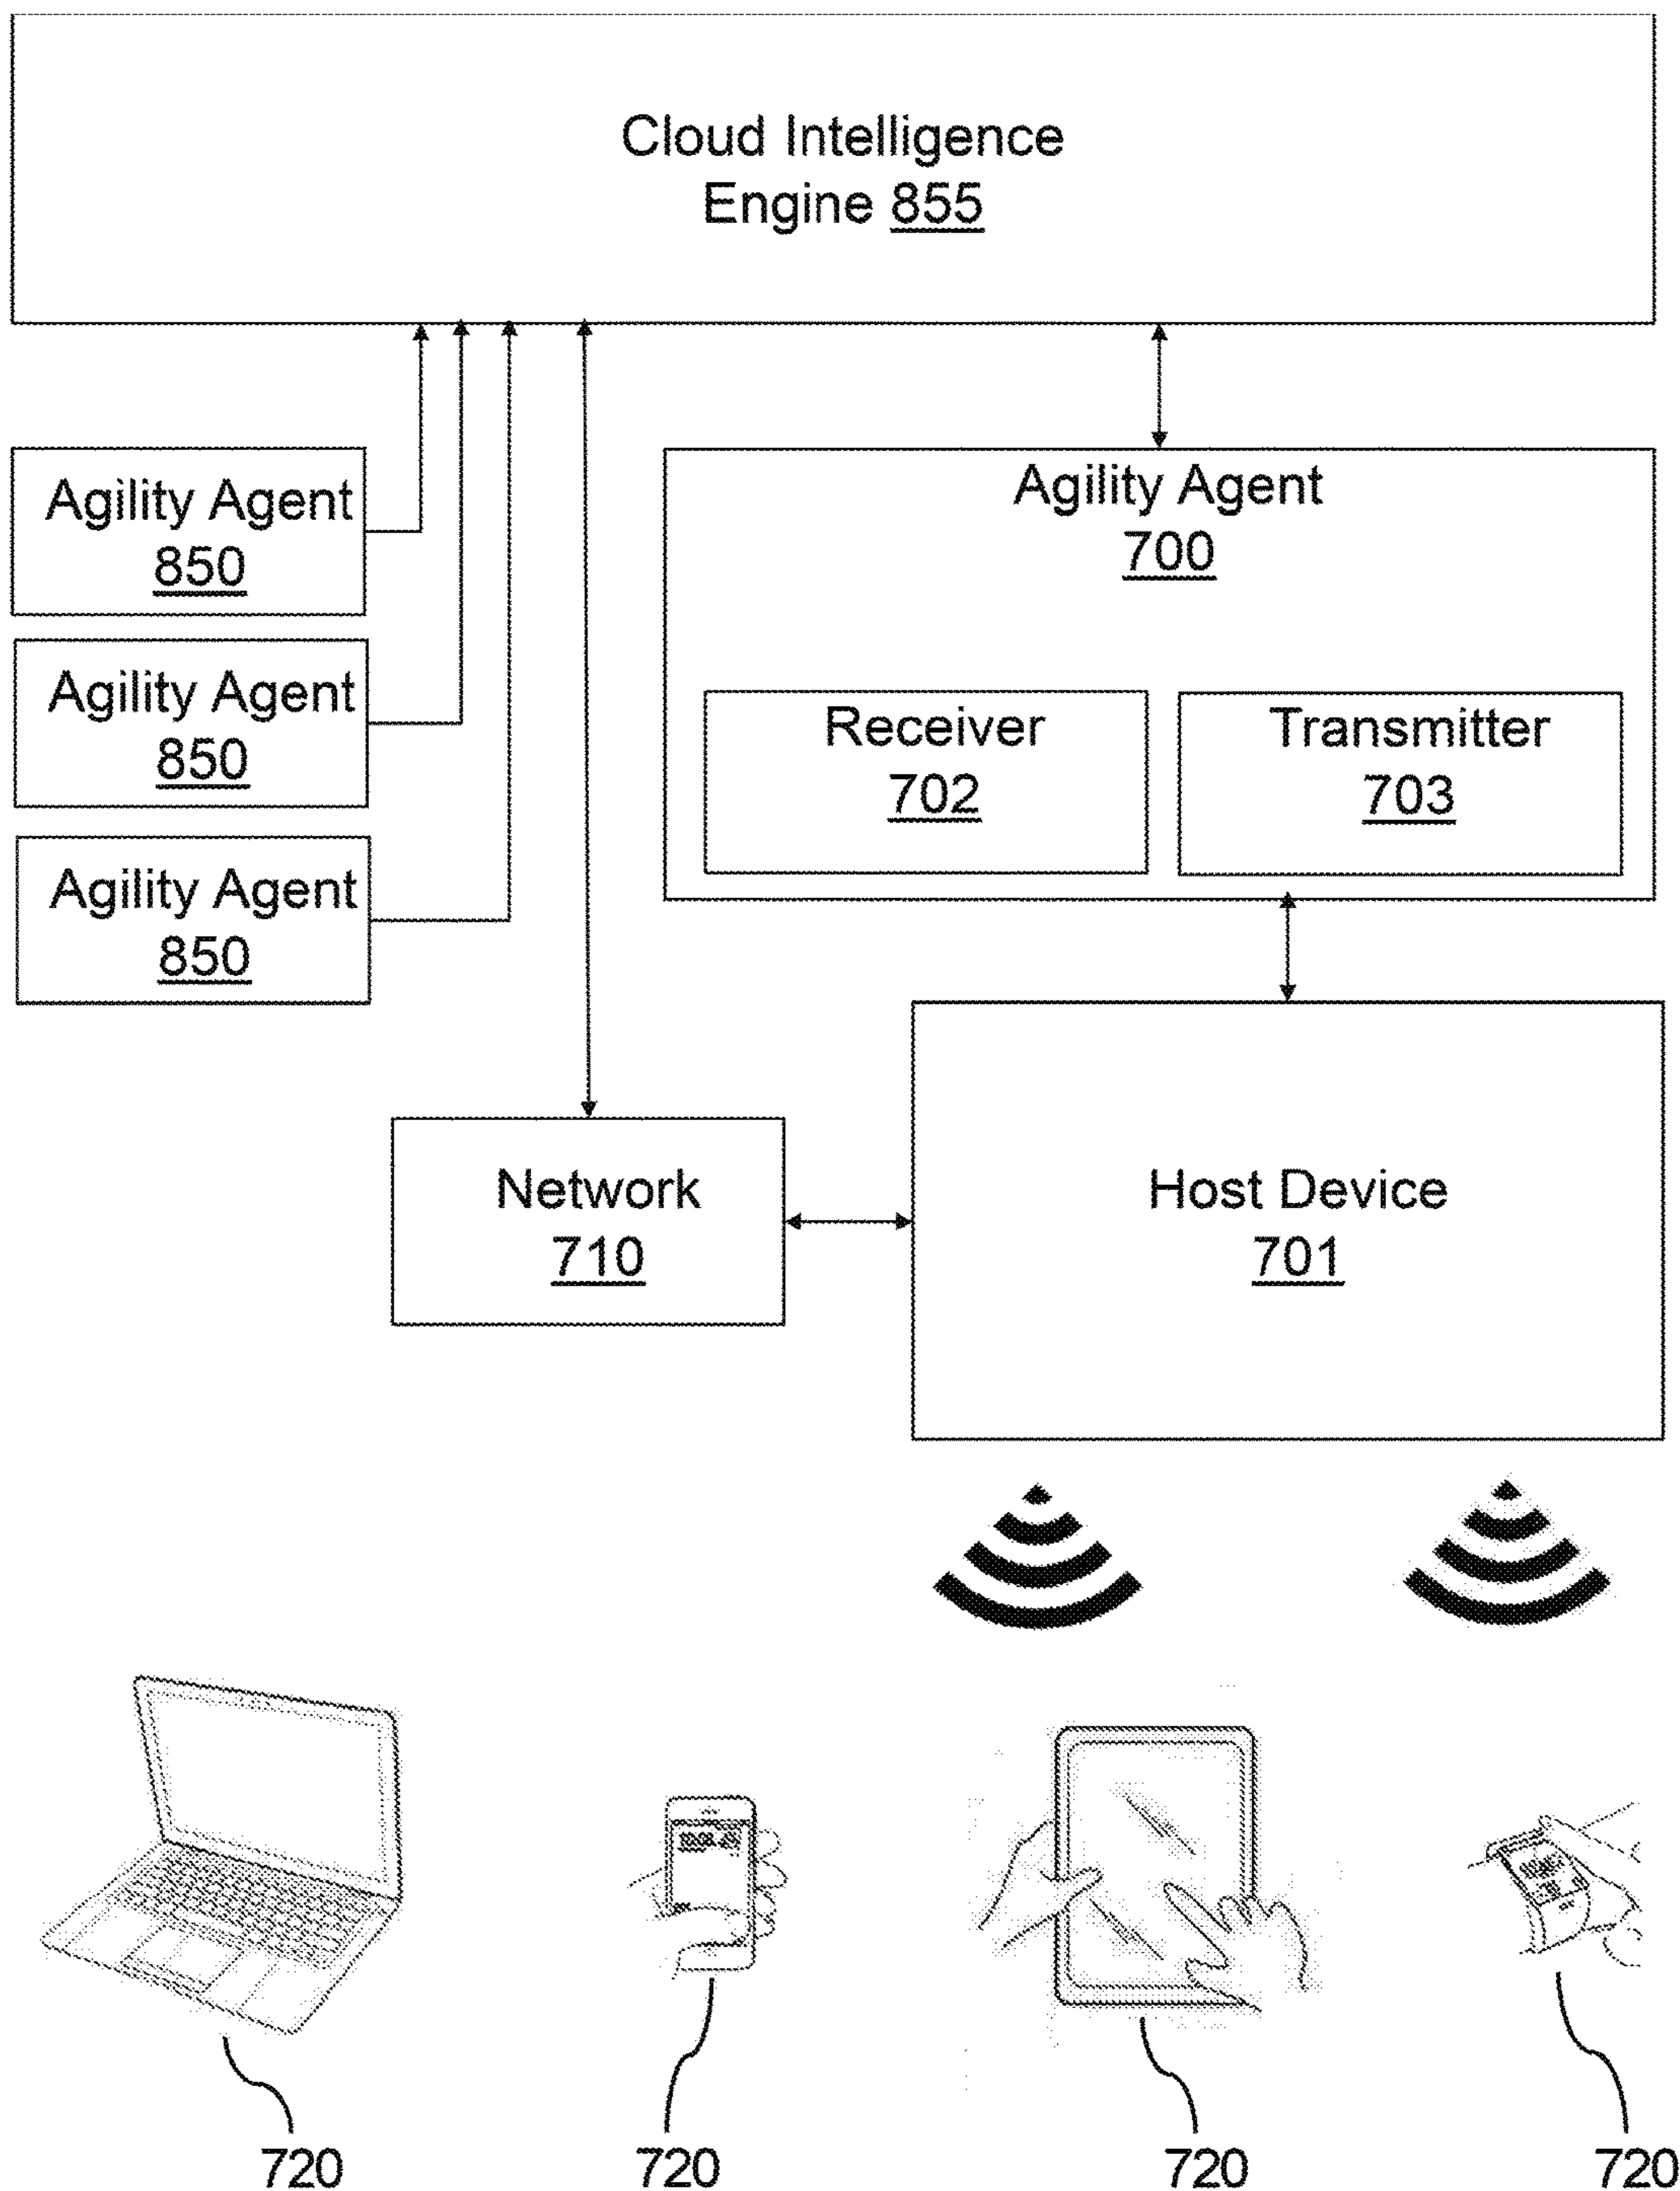 Cloud Intelligence
Engine 855
Agility Agent
850
Agility Agent
850
Agility Agent
850
Agility Agent
700
Receiver
702
Transmitter
703
Network
710
Host Device
701
720
720
720
720